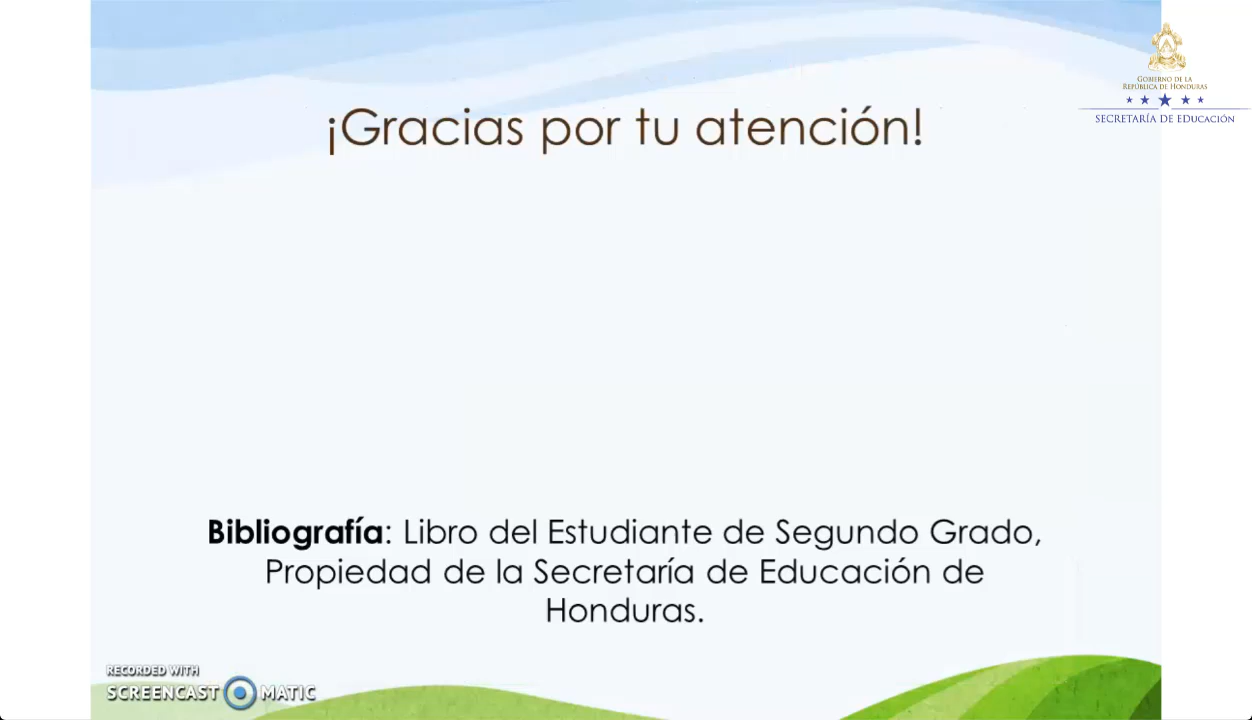 GOBIERNO DE LA
REPÚBLICA DE HONDURAS
SECRETARÍA DE EDUCACIÓN
¡Gracias por tu atención!
Bibliografía: Libro del Estudiante de Segundo Grado,
Propiedad de la Secretaría de Educación de
Honduras.
RECORDED WITH
SCREENCAST MATIC